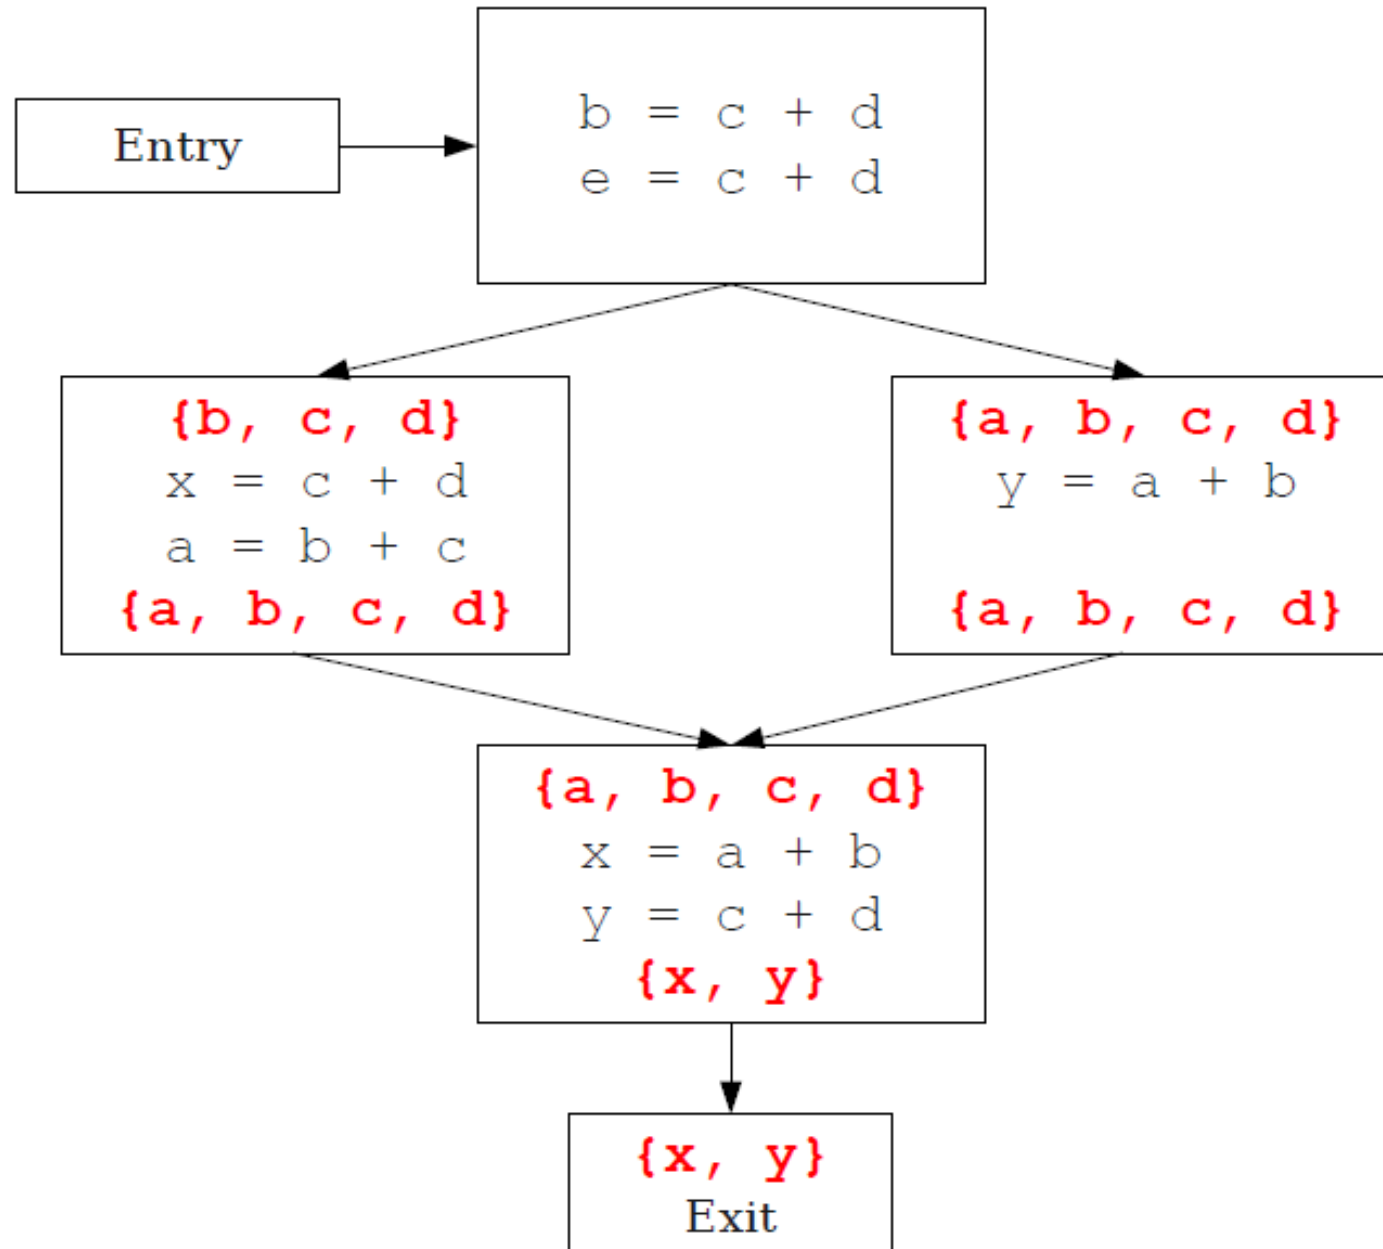 Entry
b = c + d
e = c + d
{b, c, d}
x = c + d
a = b + c
{a, b, c, d}
{a, b, c, d}
y = a + b
{a, b, c, d}
{a, b, c, d}
x = a + b
y = c + d
{x, y}
{x, y}
Exit